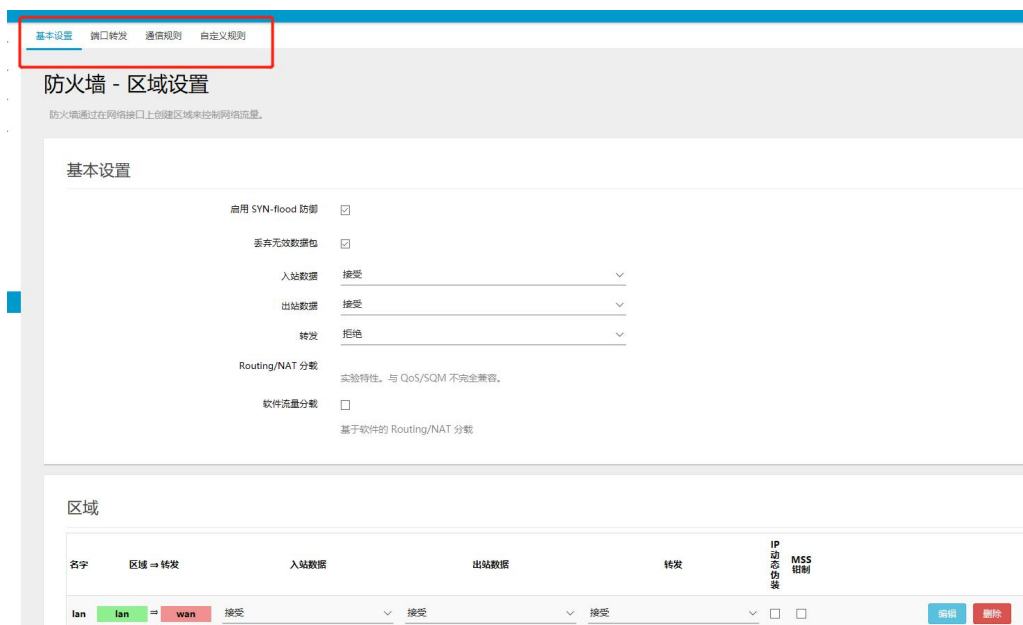 基本设置 端口转发 通信规则 自定义规则
防火墙 - 区域设置
防火墙通过在网络接口上创建区域来控制网络流量。
基本设置
启用 SYN-flood 防御
丢弃无效数据包
入站数据 接受
出站数据 接受
转发 拒绝
Routing/NAT 分载
实验特性。与 QoS/SQM 不完全兼容。
软件流量分载
基于软件的 Routing/NAT 分载
区域
名字 区域 ⇒ 转发 入站数据 出站数据 转发 IP动态伪装 MSS钳制
lan lan ⇒ wan 接受 接受 接受 编辑 删除